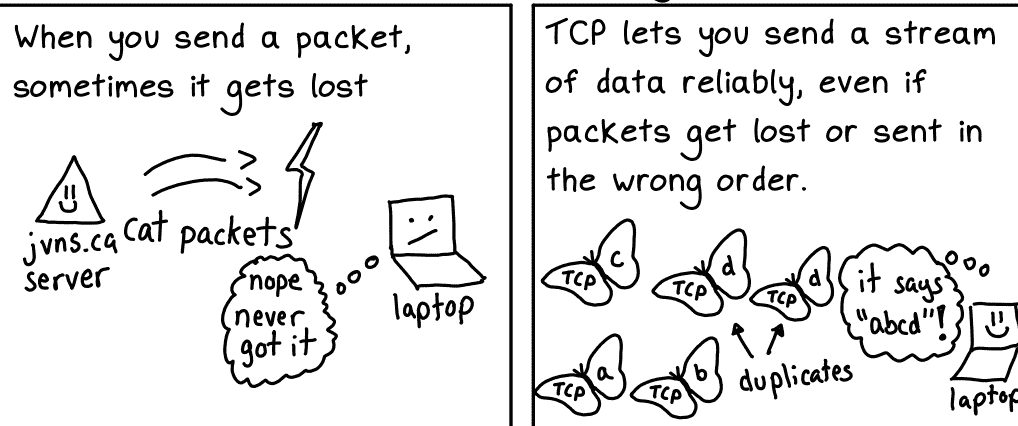 When you send a packet,
sometimes it gets lost
jvns.ca
server
cat packets
nope
never
got it
laptop
TCP lets you send a stream
of data reliably, even if
packets get lost or sent in
the wrong order.
TCP c
TCP d
TCP d
it says
"abcd"!
TCP a
TCP b
duplicates
laptop